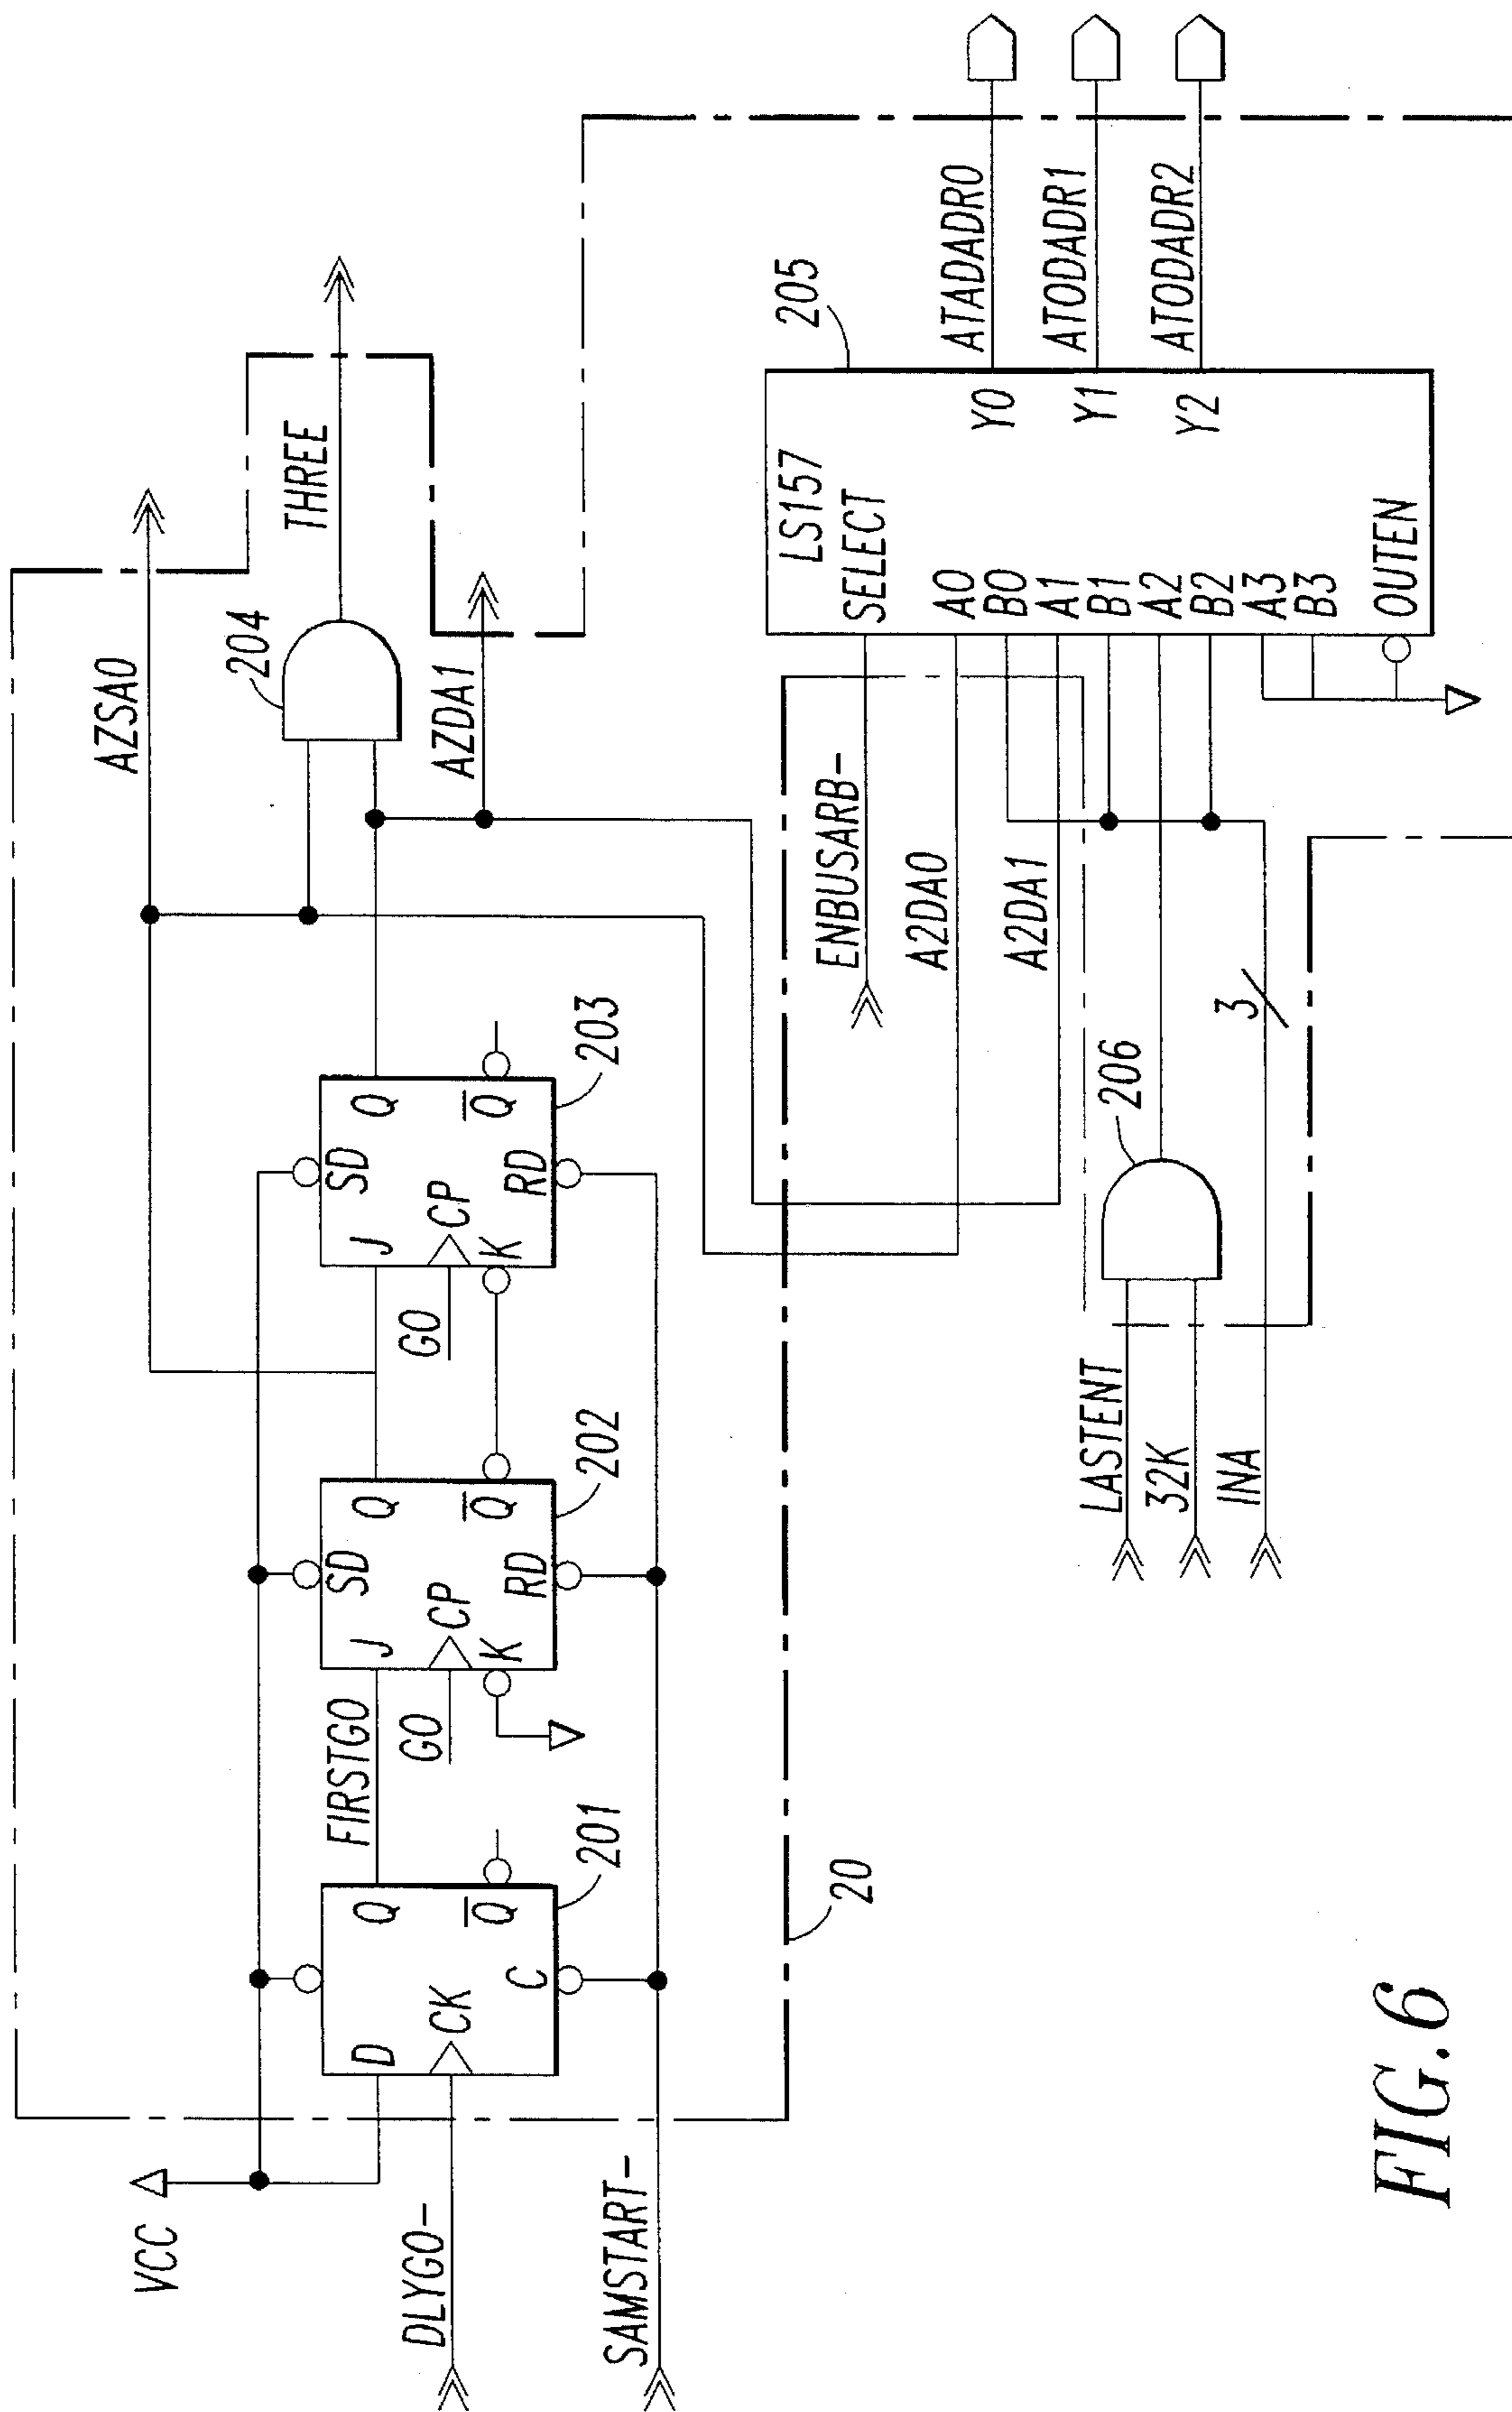 VCC
DLYGO-
SAMSTART-
D
CK
C
Q
Q
201
FIRSTGO
GO
J
CP
K
SD
RD
Q
Q
202
GO
J
CP
K
SD
RD
Q
Q
203
AZSA0
204
THREE
AZDA1
20
ENBUSARB-
A2DA0
A2DA1
LASTENT
32K
INA
206
3
LS157
SELECT
A0
B0
A1
B1
A2
B2
A3
B3
OUTEN
Y0
Y1
Y2
205
ATADADR0
ATODADR1
ATODADR2
FIG. 6